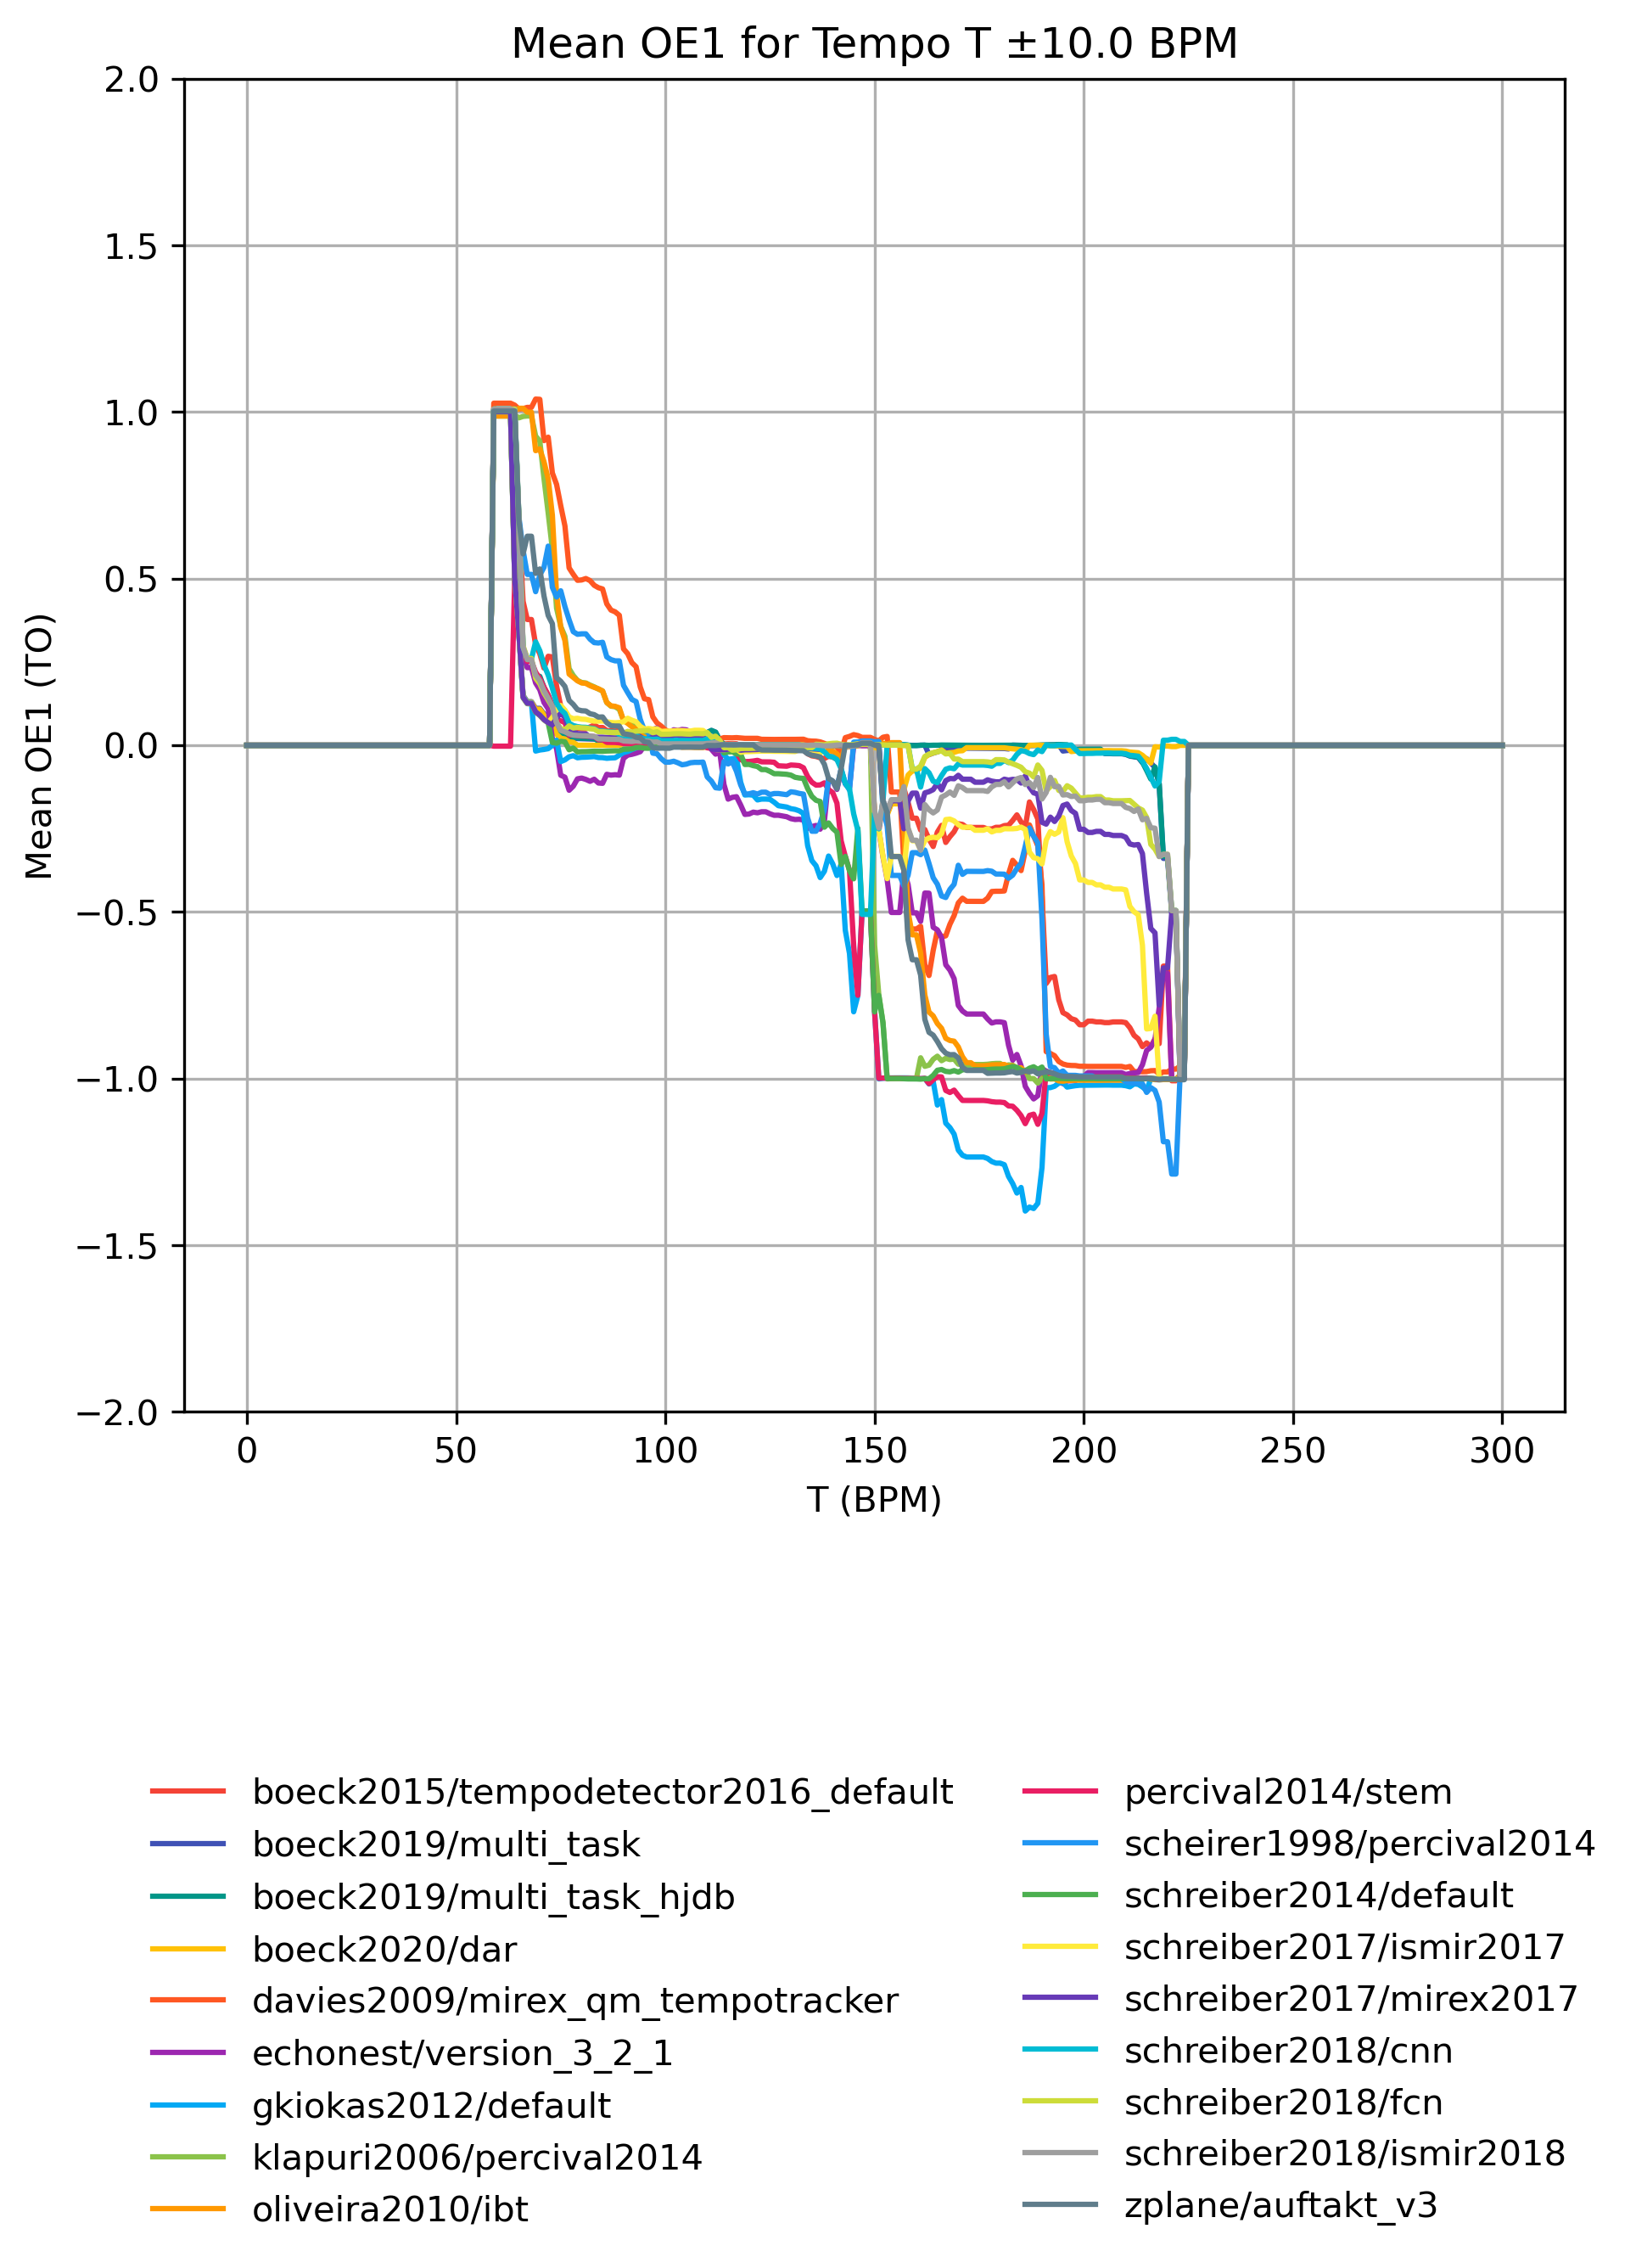 Mean OE1 for Tempo T ±10.0 BPM
2.0
1.5
1.0
0.5
0.0
−0.5
−1.0
−1.5
−2.0
Mean OE1 (TO)
0 50 100 150 200 250 300
T (BPM)
boeck2015/tempodetector2016_default
boeck2019/multi_task
boeck2019/multi_task_hjdb
boeck2020/dar
davies2009/mirex_qm_tempotracker
echonest/version_3_2_1
gkiokas2012/default
klapuri2006/percival2014
oliveira2010/ibt
percival2014/stem
scheirer1998/percival2014
schreiber2014/default
schreiber2017/ismir2017
schreiber2017/mirex2017
schreiber2018/cnn
schreiber2018/fcn
schreiber2018/ismir2018
zplane/auftakt_v3